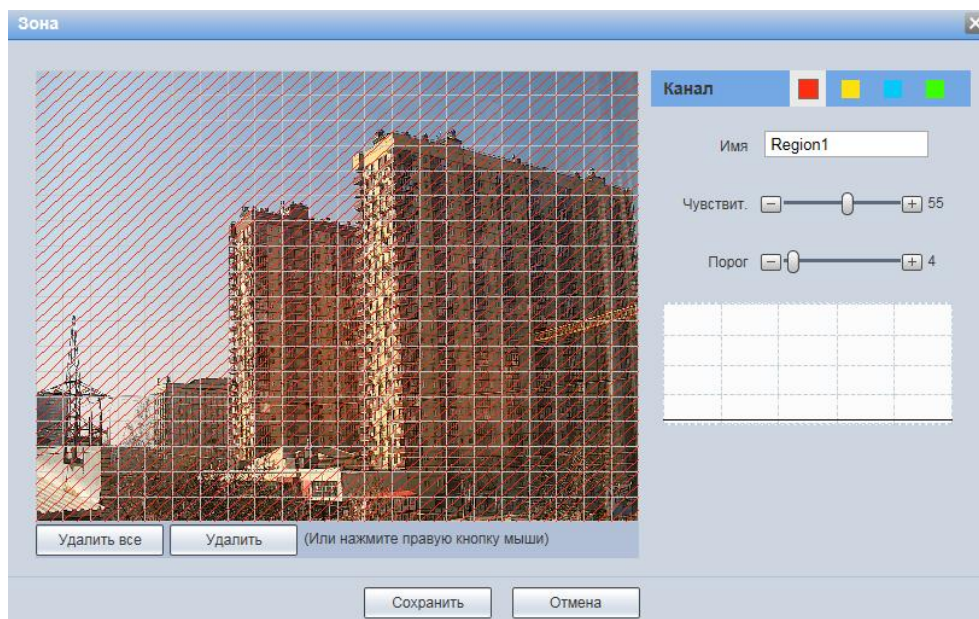 Зона
Канал
Имя Region1
Чувствит. 55
Порог 4
Удалить все Удалить (Или нажмите правую кнопку мыши)
Сохранить Отмена